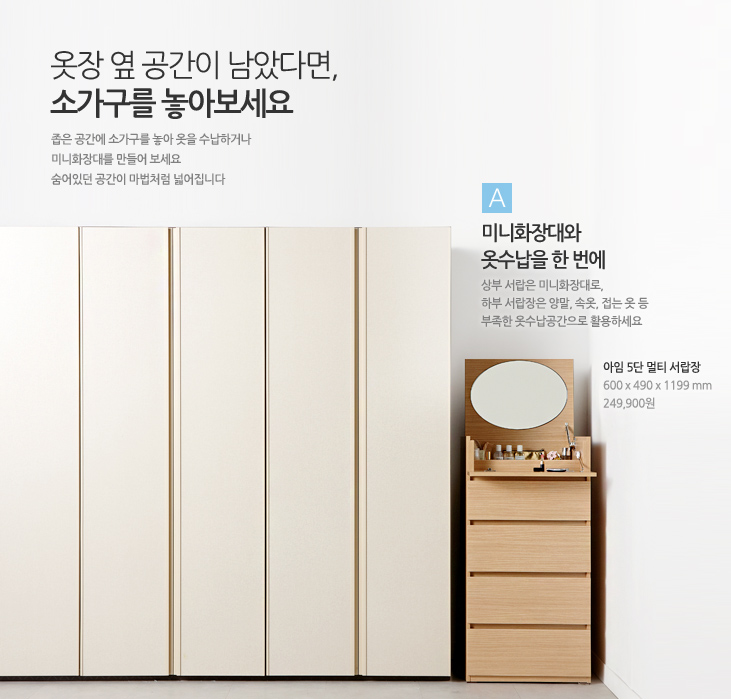 옷장 옆 공간이 남았다면,
소가구를 놓아보세요
좁은 공간에 소가구를 놓아 옷을 수납하거나
미니화장대를 만들어 보세요
숨어있던 공간이 마법처럼 넓어집니다
A
미니화장대와
옷수납을 한 번에
상부 서랍은 미니화장대로,
하부 서랍장은 양말, 속옷, 접는 옷 등
부족한 옷수납공간으로 활용하세요
아임 5단 멀티 서랍장
600 x 490 x 1199 mm
249,900원